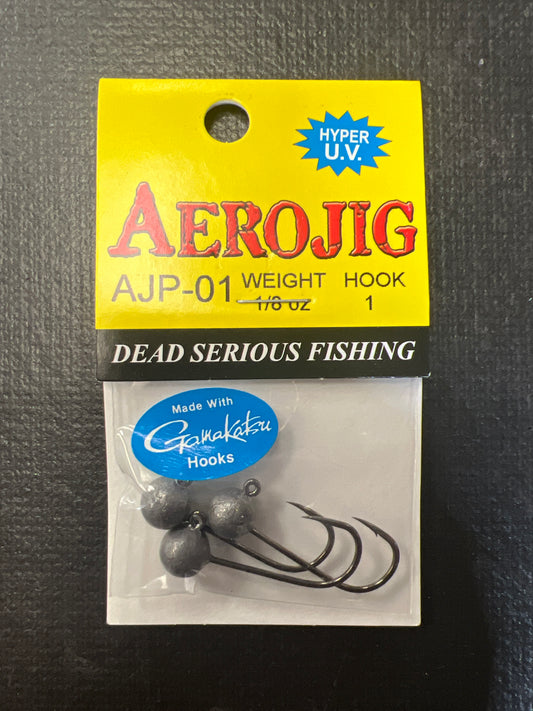 HYPER
U.V.
AEROJIG
AJP-01 WEIGHT HOOK
1/8 oz 1
DEAD SERIOUS FISHING
Made With
Gamakatsu
Hooks